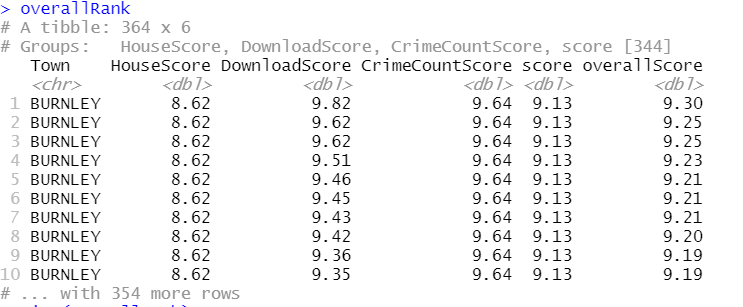 > overallRank
# A tibble: 364 x 6
# Groups:   HouseScore, DownloadScore, CrimeCountScore, score [344]
   Town    HouseScore DownloadScore CrimeCountScore score overallScore
   <chr>        <dbl>         <dbl>           <dbl> <dbl>        <dbl>
 1 BURNLEY       8.62          9.82            9.64  9.13         9.30
 2 BURNLEY       8.62          9.62            9.64  9.13         9.25
 3 BURNLEY       8.62          9.62            9.64  9.13         9.25
 4 BURNLEY       8.62          9.51            9.64  9.13         9.23
 5 BURNLEY       8.62          9.46            9.64  9.13         9.21
 6 BURNLEY       8.62          9.45            9.64  9.13         9.21
 7 BURNLEY       8.62          9.43            9.64  9.13         9.21
 8 BURNLEY       8.62          9.42            9.64  9.13         9.20
 9 BURNLEY       8.62          9.36            9.64  9.13         9.19
10 BURNLEY       8.62          9.35            9.64  9.13         9.19
# ... with 354 more rows